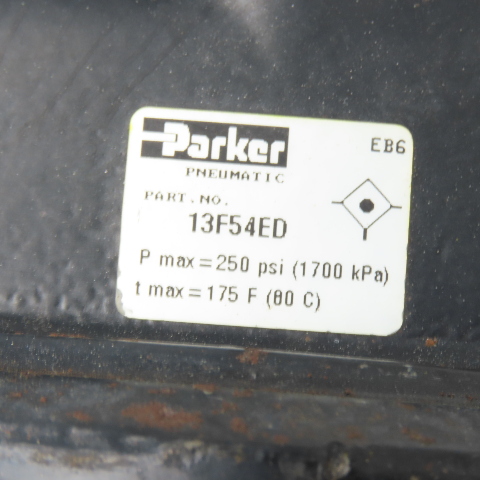 Parker
EB6
PNEUMATIC
PART.NO.
13F54ED
P max=250 psi (1700 kPa)
t max=175 F (80 C)